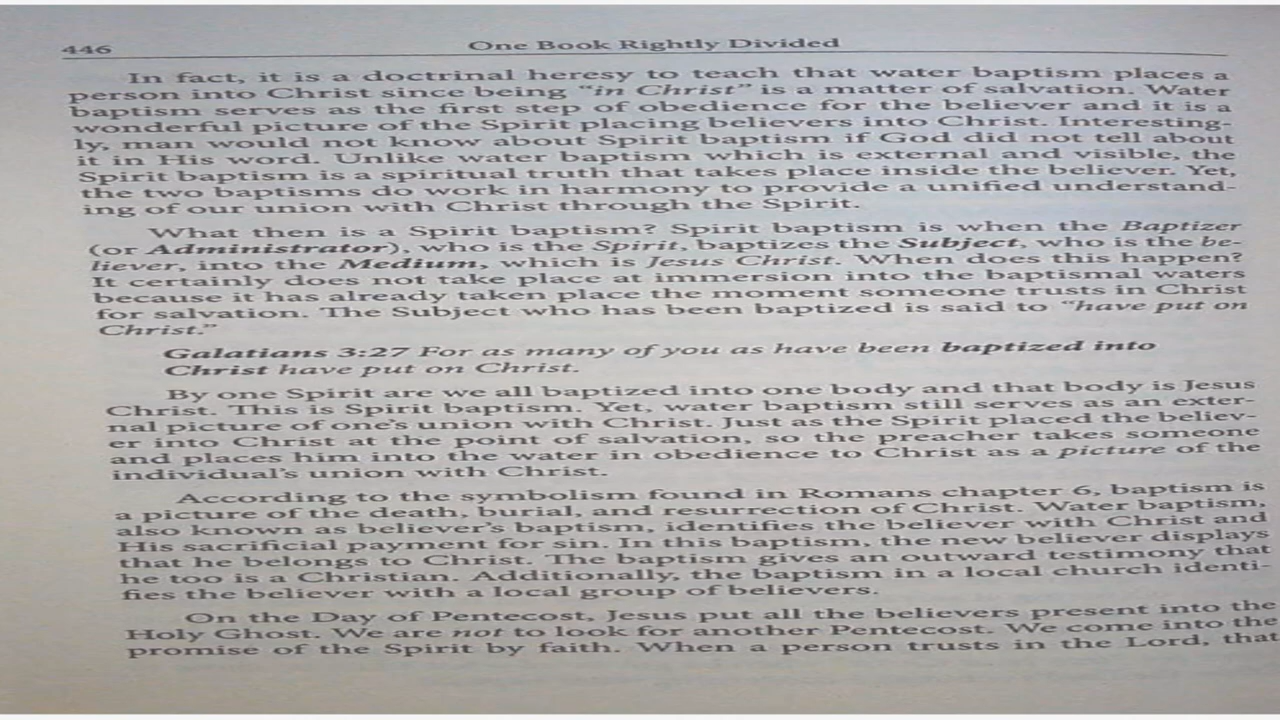 446
One Book Rightly Divided
In fact, it is a doctrinal heresy to teach that water baptism places a
person into Christ since being “in Christ” is a matter of salvation. Water
baptism serves as the first step of obedience for the believer and it is a
wonderful picture of the Spirit placing believers into Christ. Interesting-
ly, man would not know about Spirit baptism if God did not tell about
it in His word. Unlike water baptism which is external and visible, the
Spirit baptism is a spiritual truth that takes place inside the believer. Yet,
the two baptisms do work in harmony to provide a unified understand-
ing of our union with Christ through the Spirit.
What then is a Spirit baptism? Spirit baptism is when the Baptizer
(or Administrator), who is the Spirit, baptizes the Subject, who is the be-
liever, into the Medium, which is Jesus Christ. When does this happen?
It certainly does not take place at immersion into the baptismal waters
because it has already taken place the moment someone trusts in Christ
for salvation. The Subject who has been baptized is said to “have put on
Christ.”
Galatians 3:27 For as many of you as have been baptized into
Christ have put on Christ.
By one Spirit are we all baptized into one body and that body is Jesus
Christ. This is Spirit baptism. Yet, water baptism still serves as an exter-
nal picture of one's union with Christ. Just as the Spirit placed the believ-
er into Christ at the point of salvation, so the preacher takes someone
and places him into the water in obedience to Christ as a picture of the
individual's union with Christ.
According to the symbolism found in Romans chapter 6, baptism is
a picture of the death, burial, and resurrection of Christ. Water baptism,
also known as believer's baptism, identifies the believer with Christ and
His sacrificial payment for sin. In this baptism, the new believer displays
that he belongs to Christ. The baptism gives an outward testimony that
he too is a Christian. Additionally, the baptism in a local church identi-
fies the believer with a local group of believers.
On the Day of Pentecost, Jesus put all the believers present into the
Holy Ghost. We are not to look for another Pentecost. We come into the
promise of the Spirit by faith. When a person trusts in the Lord, that